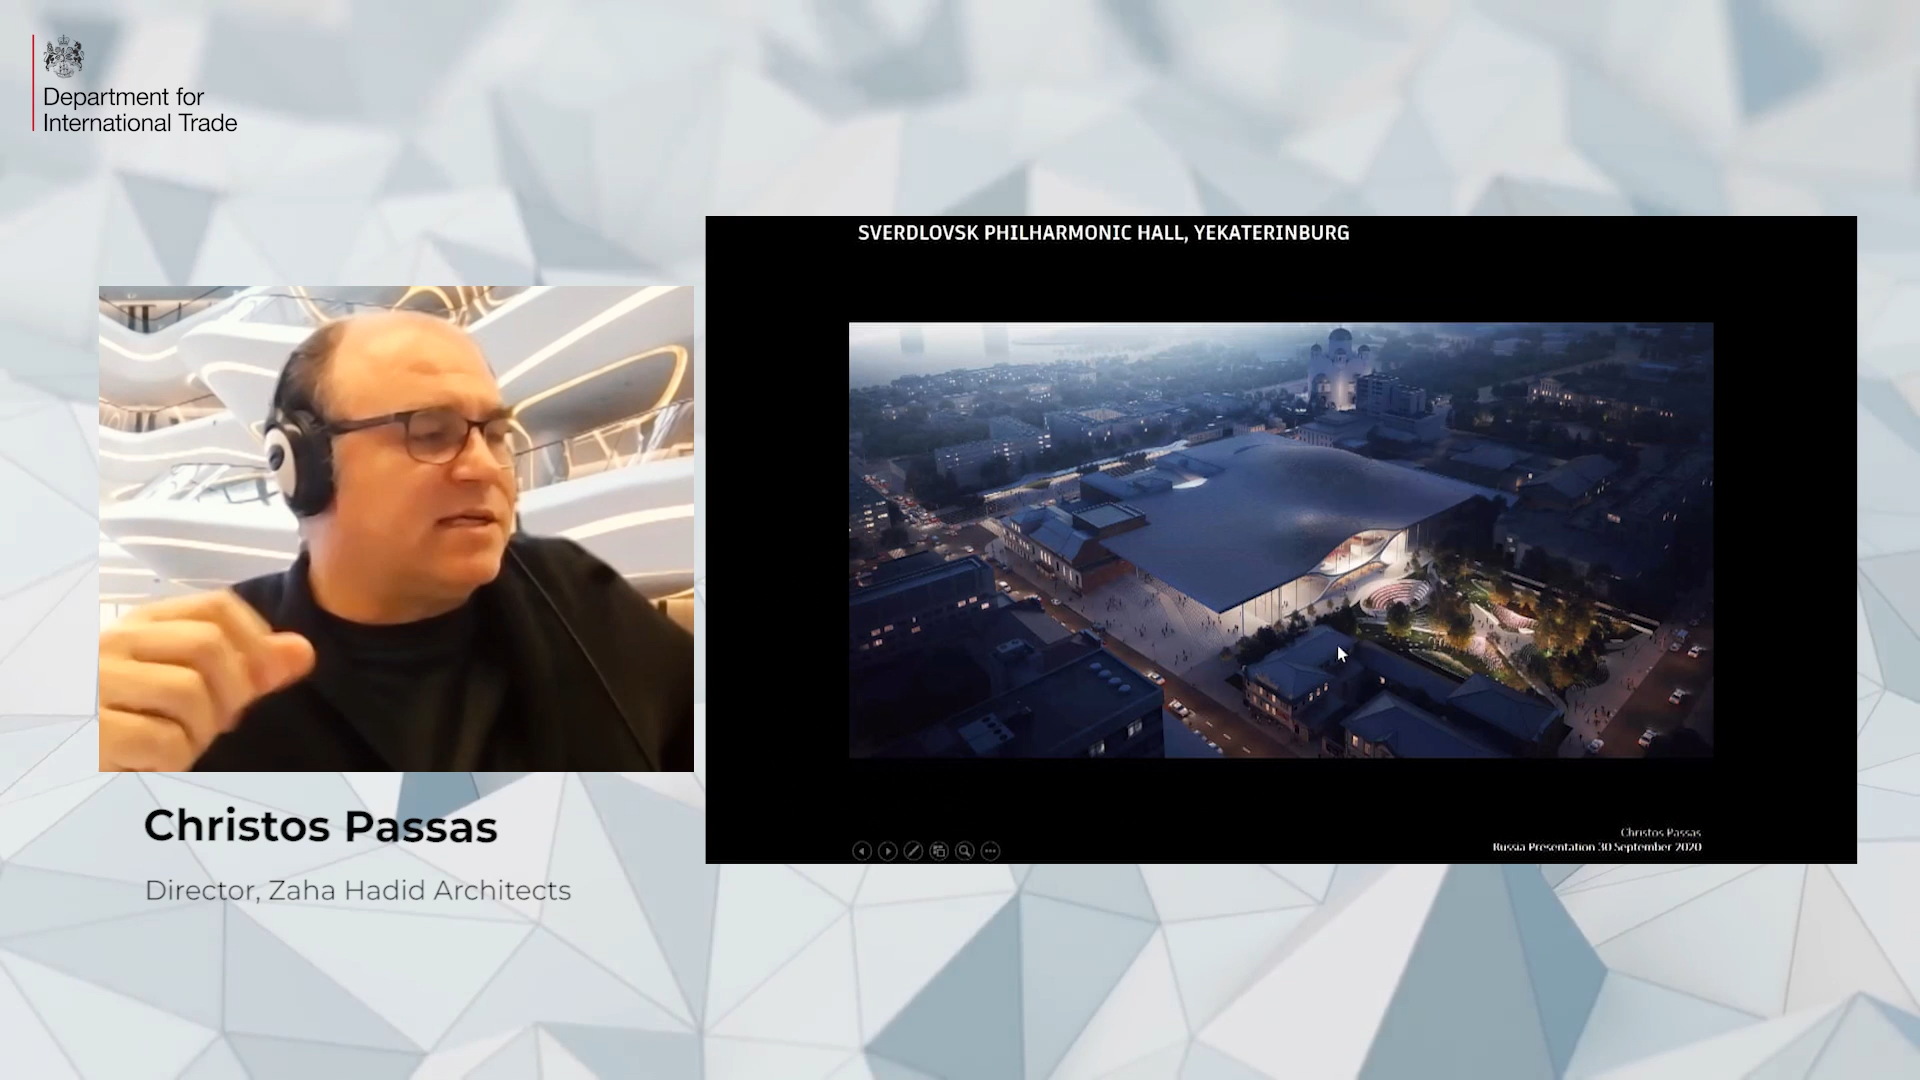 Department for
International Trade
SVERDLOVSK PHILHARMONIC HALL, YEKATERINBURG
Christos Passas
Russia Presentation 30 September 2020
Christos Passas
Director, Zaha Hadid Architects